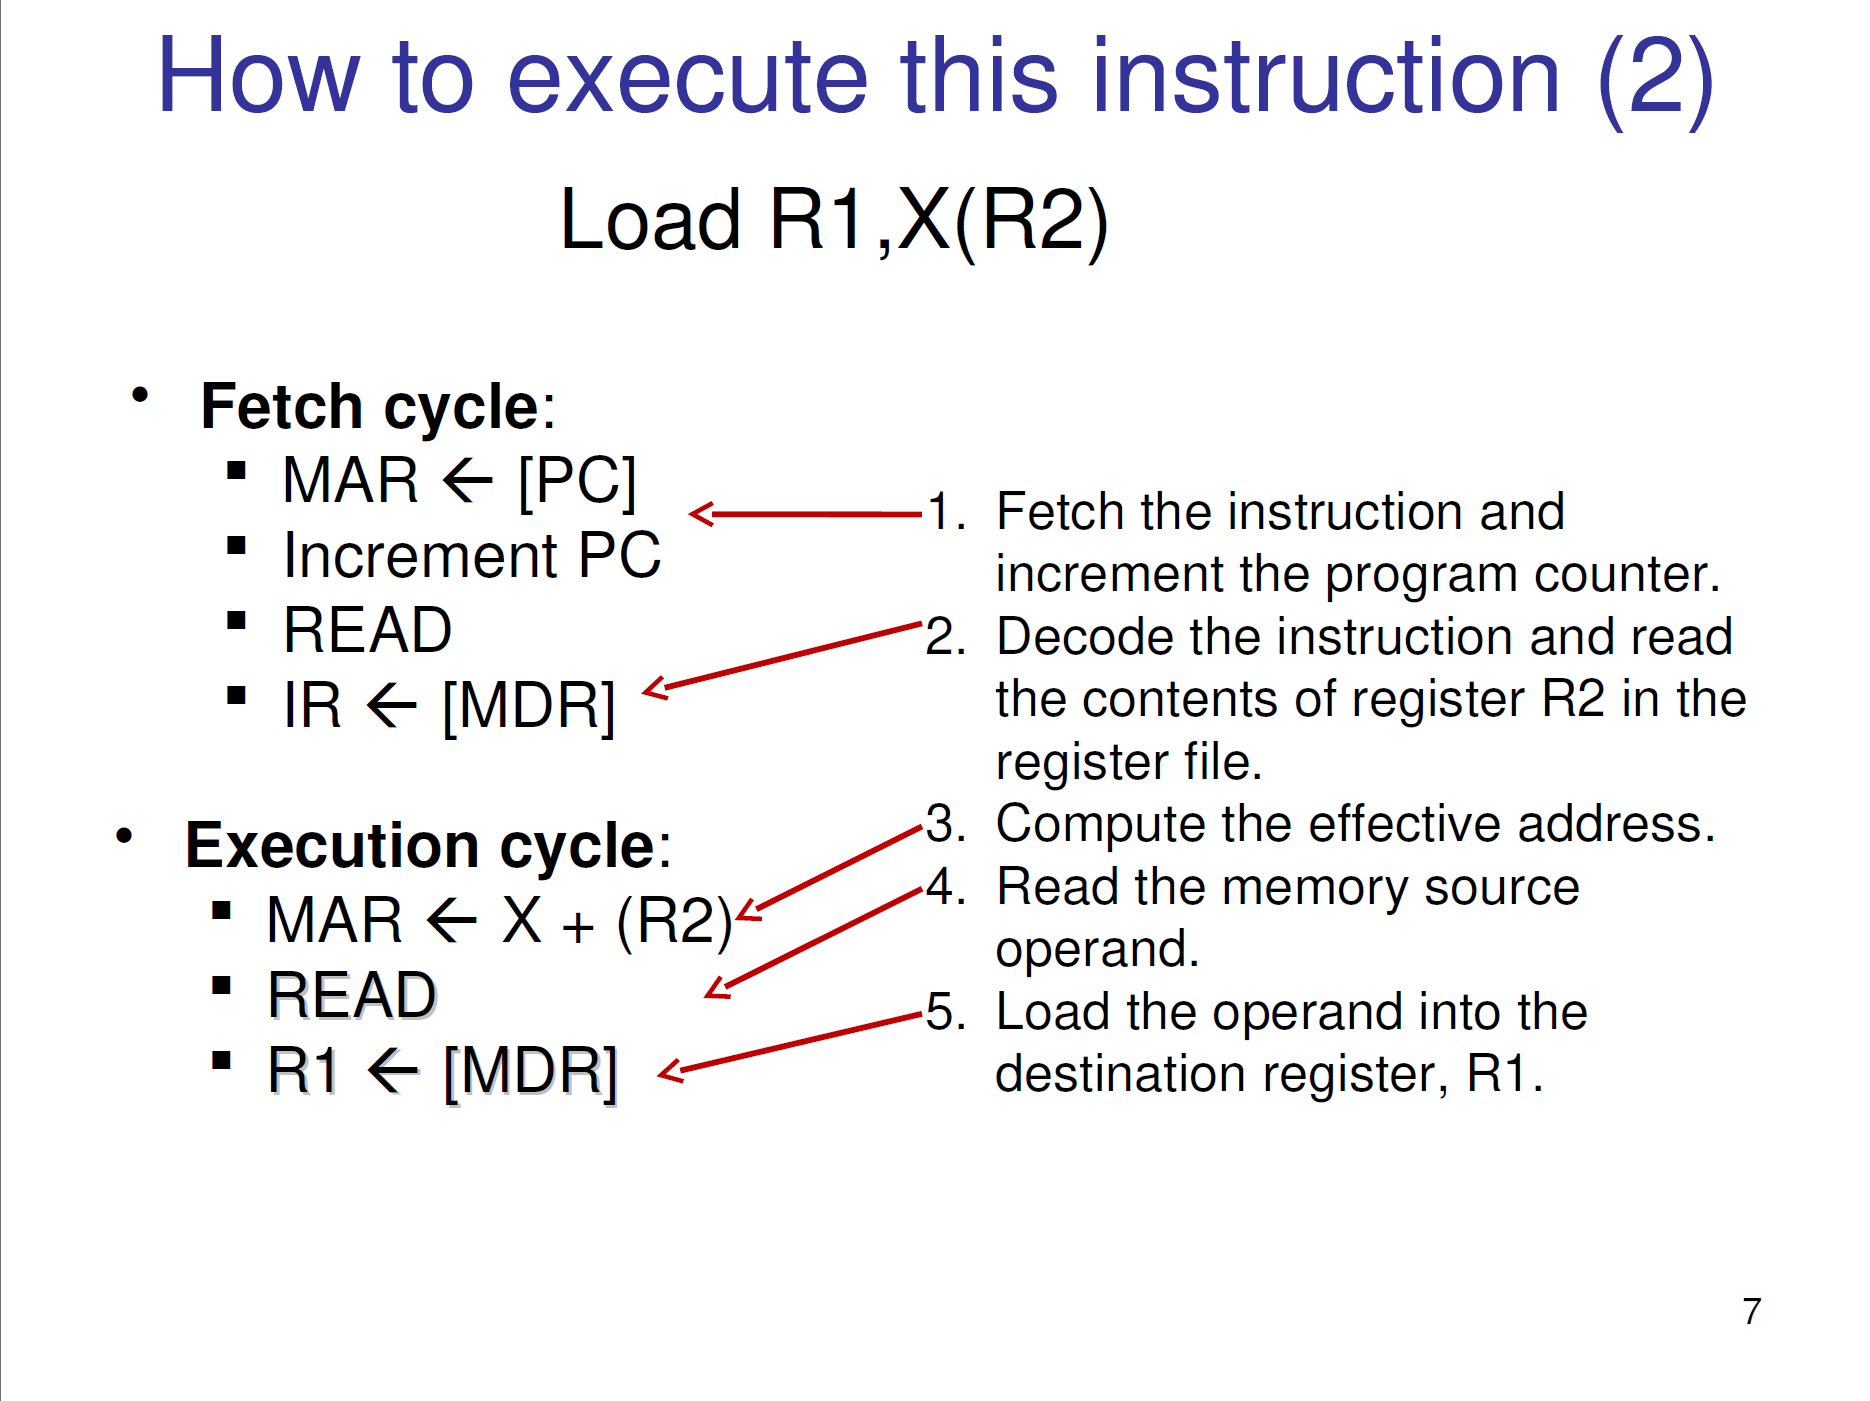 How to execute this instruction (2)
Load R1,X(R2)
• Fetch cycle:
▪ MAR ← [PC]
▪ Increment PC
▪ READ
▪ IR ← [MDR]
• Execution cycle:
▪ MAR ← X + (R2)
▪ READ
▪ R1 ← [MDR]
1. Fetch the instruction and
increment the program counter.
2. Decode the instruction and read
the contents of register R2 in the
register file.
3. Compute the effective address.
4. Read the memory source
operand.
5. Load the operand into the
destination register, R1.
7